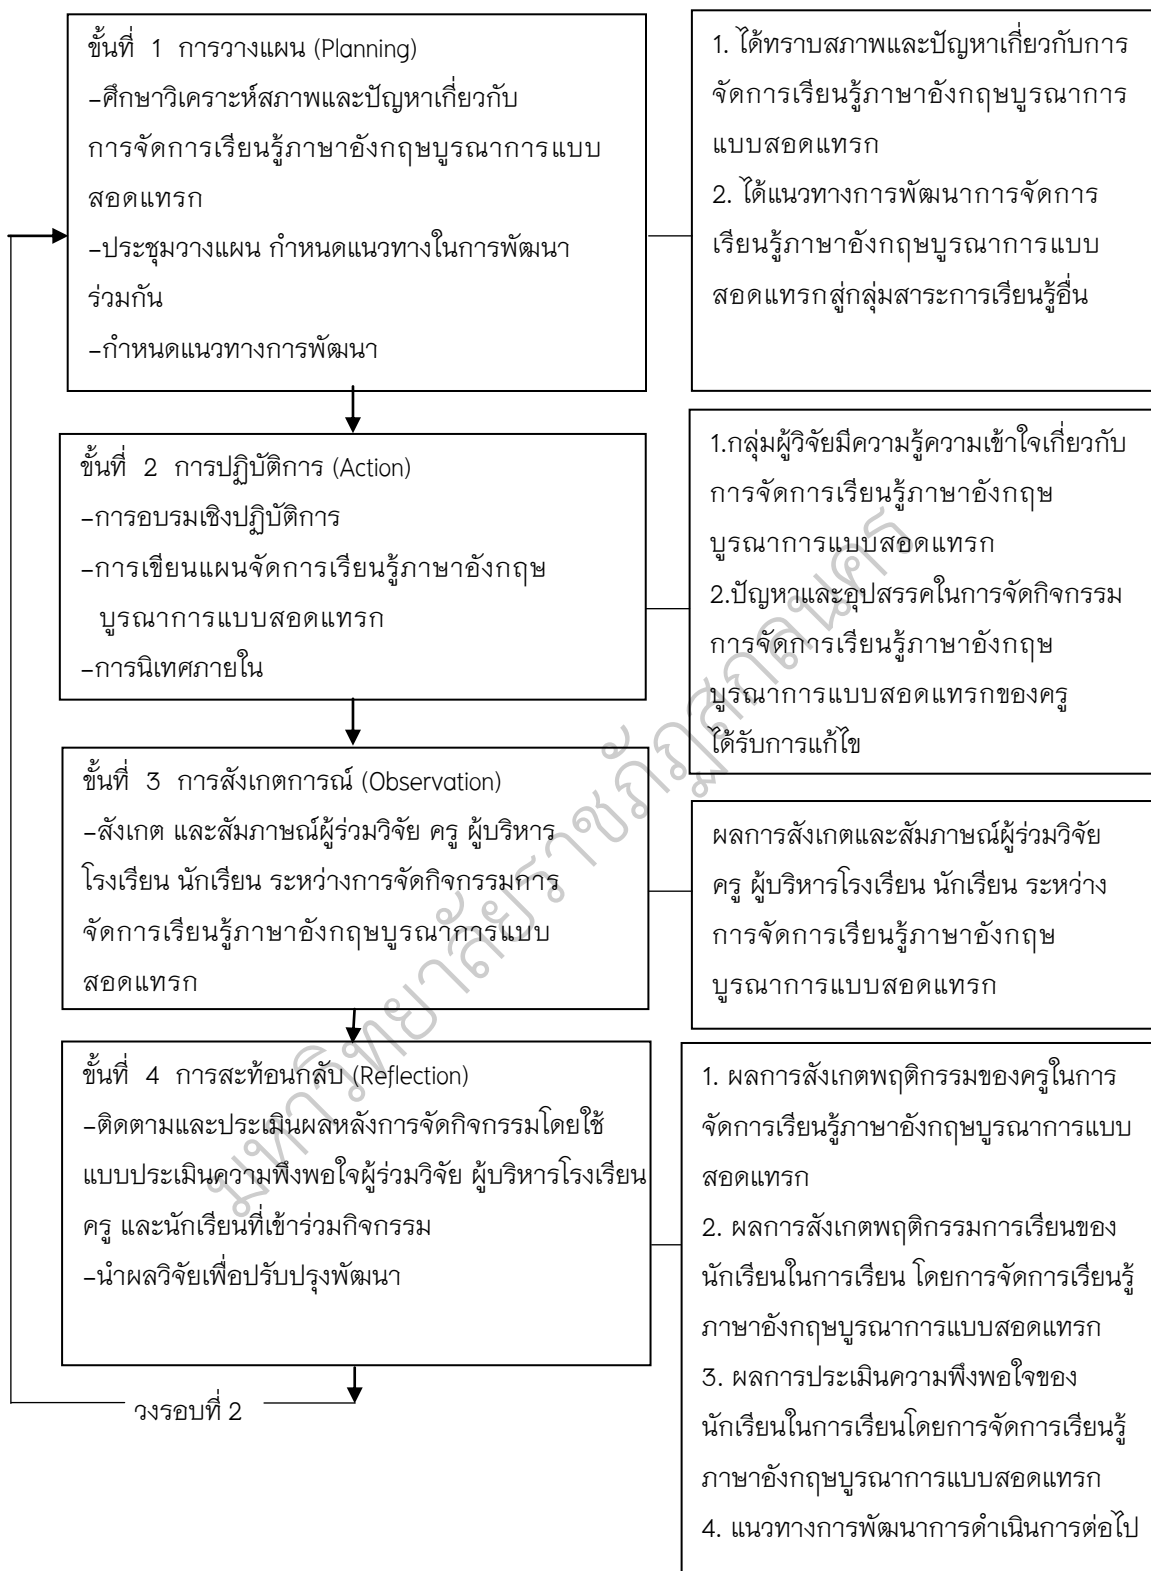 ขั้นที่ 1 การวางแผน (Planning)
-ศึกษาวิเคราะห์สภาพและปัญหาเกี่ยวกับ
การจัดการเรียนรู้ภาษาอังกฤษบูรณาการแบบ
สอดแทรก
-ประชุมวางแผน กำหนดแนวทางในการพัฒนา
ร่วมกัน
-กำหนดแนวทางการพัฒนา
1. ได้ทราบสภาพและปัญหาเกี่ยวกับการ
จัดการเรียนรู้ภาษาอังกฤษบูรณาการ
แบบสอดแทรก
2. ได้แนวทางการพัฒนาการจัดการ
เรียนรู้ภาษาอังกฤษบูรณาการแบบ
สอดแทรกสู่กลุ่มสาระการเรียนรู้อื่น
ขั้นที่ 2 การปฏิบัติการ (Action)
-การอบรมเชิงปฏิบัติการ
-การเขียนแผนจัดการเรียนรู้ภาษาอังกฤษ
บูรณาการแบบสอดแทรก
-การนิเทศภายใน
1.กลุ่มผู้วิจัยมีความรู้ความเข้าใจเกี่ยวกับ
การจัดการเรียนรู้ภาษาอังกฤษ
บูรณาการแบบสอดแทรก
2.ปัญหาและอุปสรรคในการจัดกิจกรรม
การจัดการเรียนรู้ภาษาอังกฤษ
บูรณาการแบบสอดแทรกของครู
ได้รับการแก้ไข
ขั้นที่ 3 การสังเกตการณ์ (Observation)
-สังเกต และสัมภาษณ์ผู้ร่วมวิจัย ครู ผู้บริหาร
โรงเรียน นักเรียน ระหว่างการจัดกิจกรรมการ
จัดการเรียนรู้ภาษาอังกฤษบูรณาการแบบ
สอดแทรก
ผลการสังเกตและสัมภาษณ์ผู้ร่วมวิจัย
ครู ผู้บริหารโรงเรียน นักเรียน ระหว่าง
การจัดการเรียนรู้ภาษาอังกฤษ
บูรณาการแบบสอดแทรก
ขั้นที่ 4 การสะท้อนกลับ (Reflection)
-ติดตามและประเมินผลหลังการจัดกิจกรรมโดยใช้
แบบประเมินความพึงพอใจผู้ร่วมวิจัย ผู้บริหารโรงเรียน
ครู และนักเรียนที่เข้าร่วมกิจกรรม
-นำผลวิจัยเพื่อปรับปรุงพัฒนา
1. ผลการสังเกตพฤติกรรมของครูในการ
จัดการเรียนรู้ภาษาอังกฤษบูรณาการแบบ
สอดแทรก
2. ผลการสังเกตพฤติกรรมการเรียนของ
นักเรียนในการเรียน โดยการจัดการเรียนรู้
ภาษาอังกฤษบูรณาการแบบสอดแทรก
3. ผลการประเมินความพึงพอใจของ
นักเรียนในการเรียนโดยการจัดการเรียนรู้
ภาษาอังกฤษบูรณาการแบบสอดแทรก
4. แนวทางการพัฒนาการดำเนินการต่อไป
วงรอบที่ 2
มหาวิทยาลัยราชภัฏสกลนคร